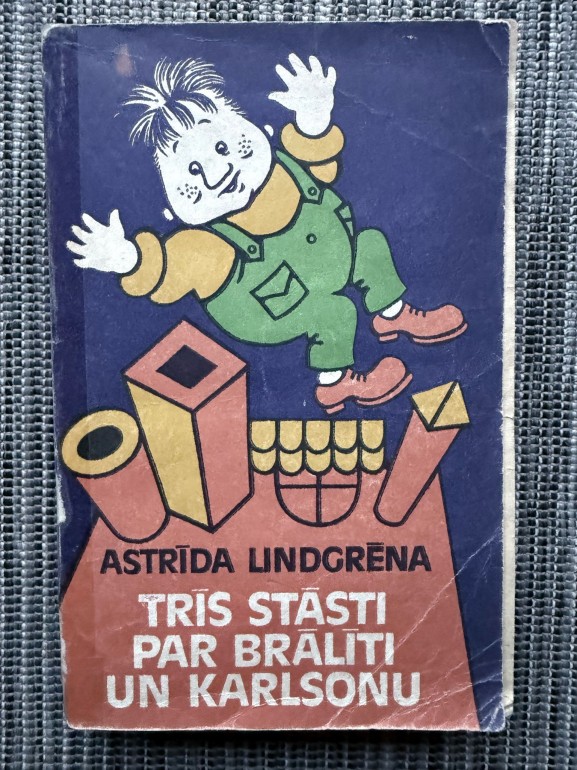 ASTRĪDA LINDGRĒNA
TRĪS STĀSTI
PAR BRĀLĪTI
UN KARLSONU